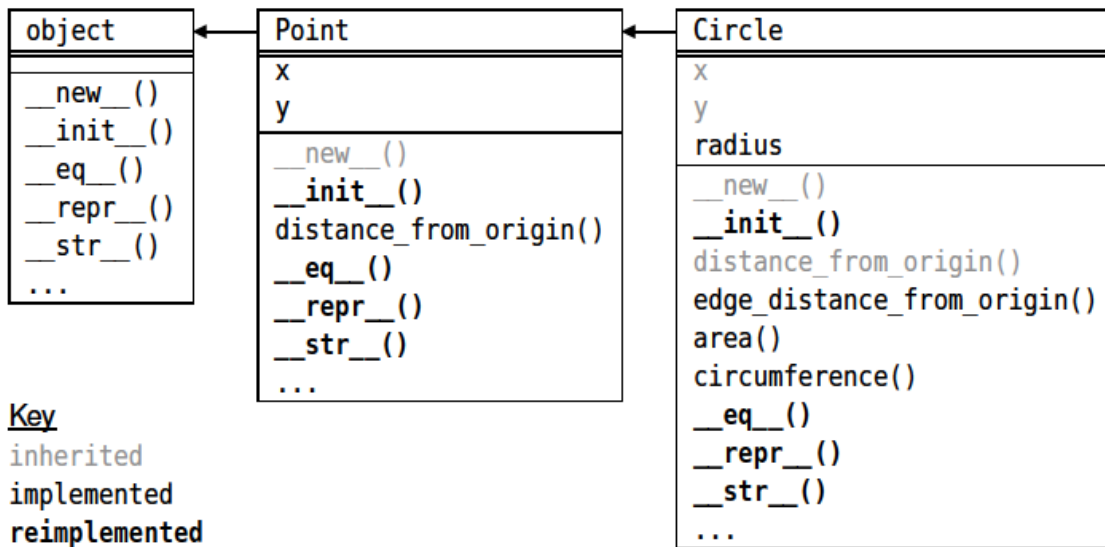 object
__new__()
__init__()
__eq__()
__repr__()
__str__()
...
Point
x
y
__new__()
__init__()
distance_from_origin()
__eq__()
__repr__()
__str__()
...
Circle
x
y
radius
__new__()
__init__()
distance_from_origin()
edge_distance_from_origin()
area()
circumference()
__eq__()
__repr__()
__str__()
...
Key
inherited
implemented
reimplemented